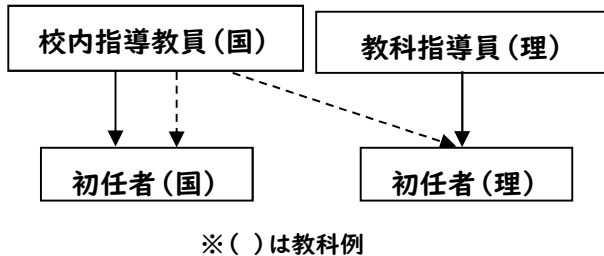 校内指導教員(国)
教科指導員(理)
初任者(国)
初任者(理)
※( )は教科例